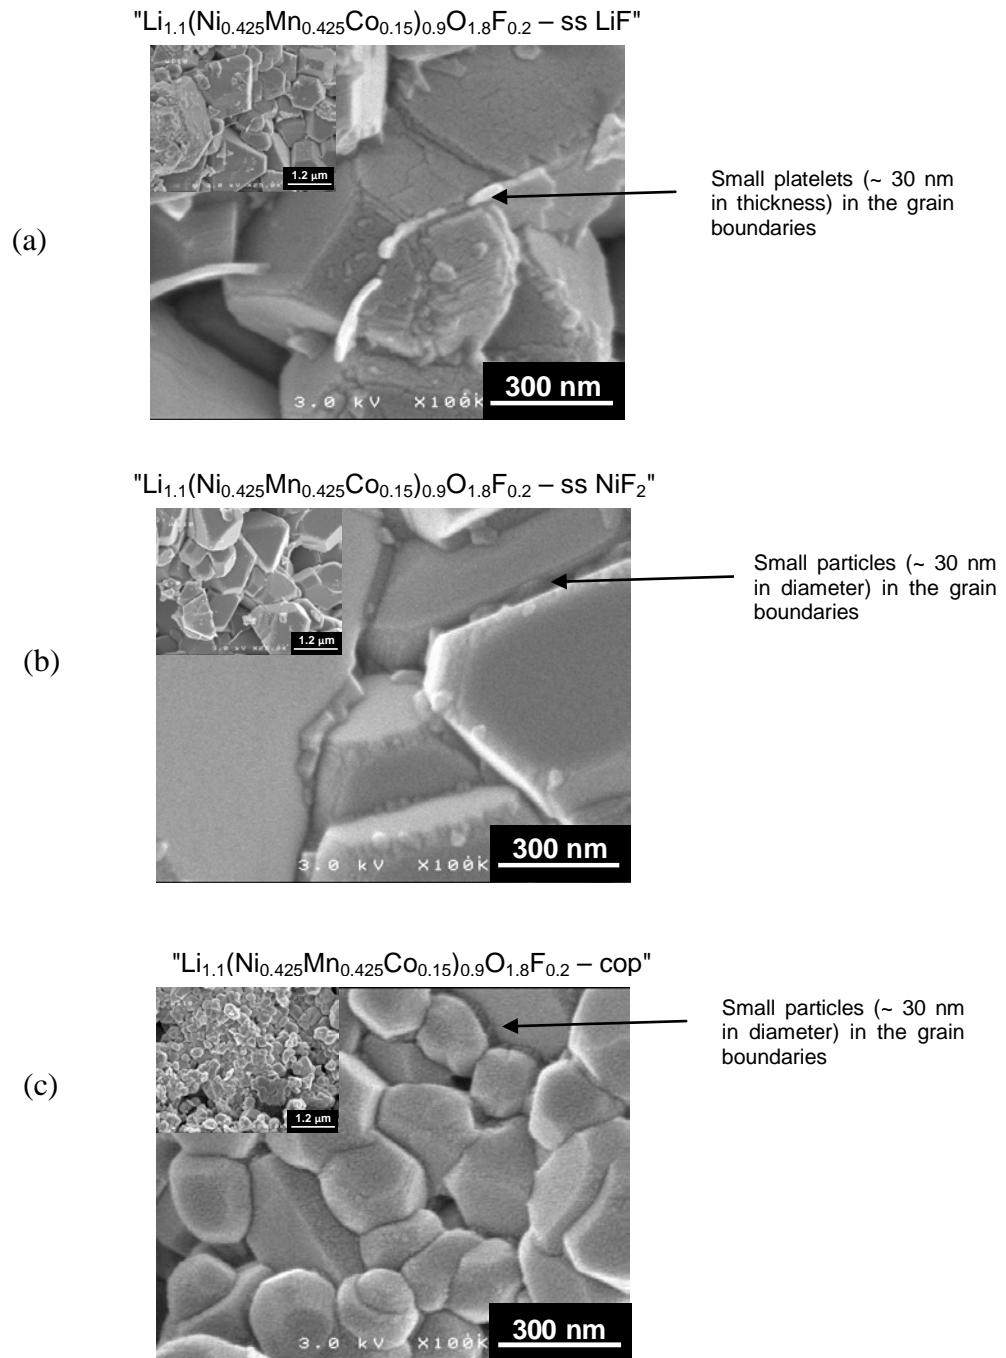 "Li1.1(Ni0.425Mn0.425Co0.15)0.9O1.8F0.2 – ss LiF"
1.2 µm
Small platelets (~ 30 nm
in thickness) in the grain
boundaries
(a)
300 nm
3.0 kV X100K
"Li1.1(Ni0.425Mn0.425Co0.15)0.9O1.8F0.2 – ss NiF2"
Small particles (~ 30 nm
in diameter) in the grain
boundaries
1.2 µm
(b)
300 nm
3.0 kV X100K
"Li1.1(Ni0.425Mn0.425Co0.15)0.9O1.8F0.2 – cop"
Small particles (~ 30 nm
in diameter) in the grain
boundaries
(c)
1.2 µm
300 nm
3.0 kV X100K